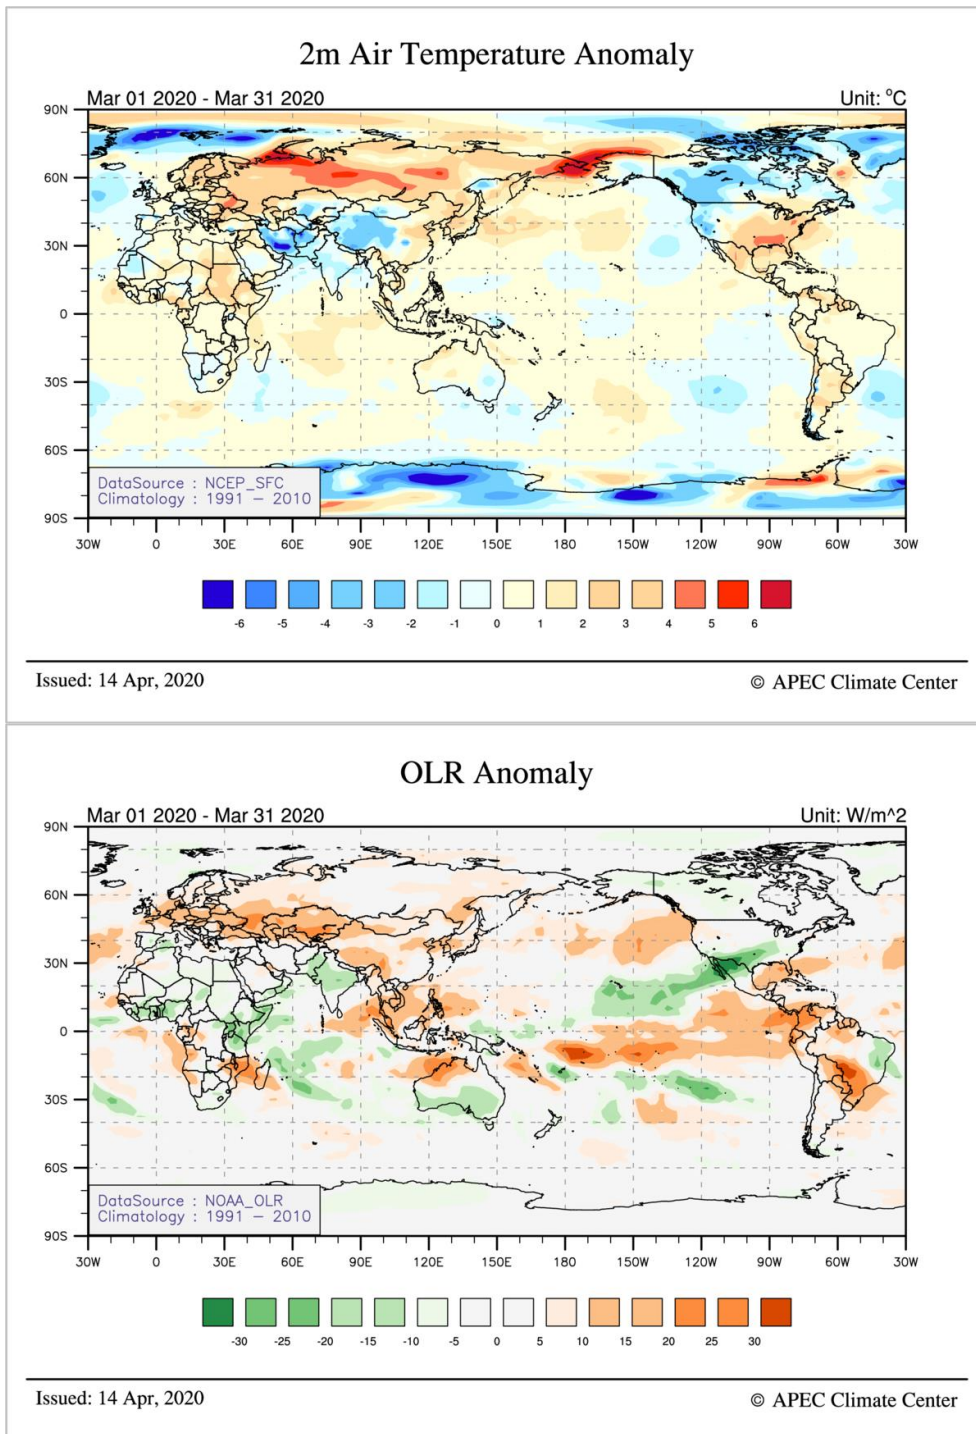 2m Air Temperature Anomaly
Mar 01 2020 - Mar 31 2020 Unit: °C
90N
60N
30N
0
30S
60S
90S
DataSource : NCEP_SFC
Climatology : 1991 – 2010
30W 0 30E 60E 90E 120E 150E 180 150W 120W 90W 60W 30W
-6 -5 -4 -3 -2 -1 0 1 2 3 4 5 6
Issued: 14 Apr, 2020 © APEC Climate Center
OLR Anomaly
Mar 01 2020 - Mar 31 2020 Unit: W/m^2
90N
60N
30N
0
30S
60S
90S
DataSource : NOAA_OLR
Climatology : 1991 – 2010
30W 0 30E 60E 90E 120E 150E 180 150W 120W 90W 60W 30W
-30 -25 -20 -15 -10 -5 0 5 10 15 20 25 30
Issued: 14 Apr, 2020 © APEC Climate Center